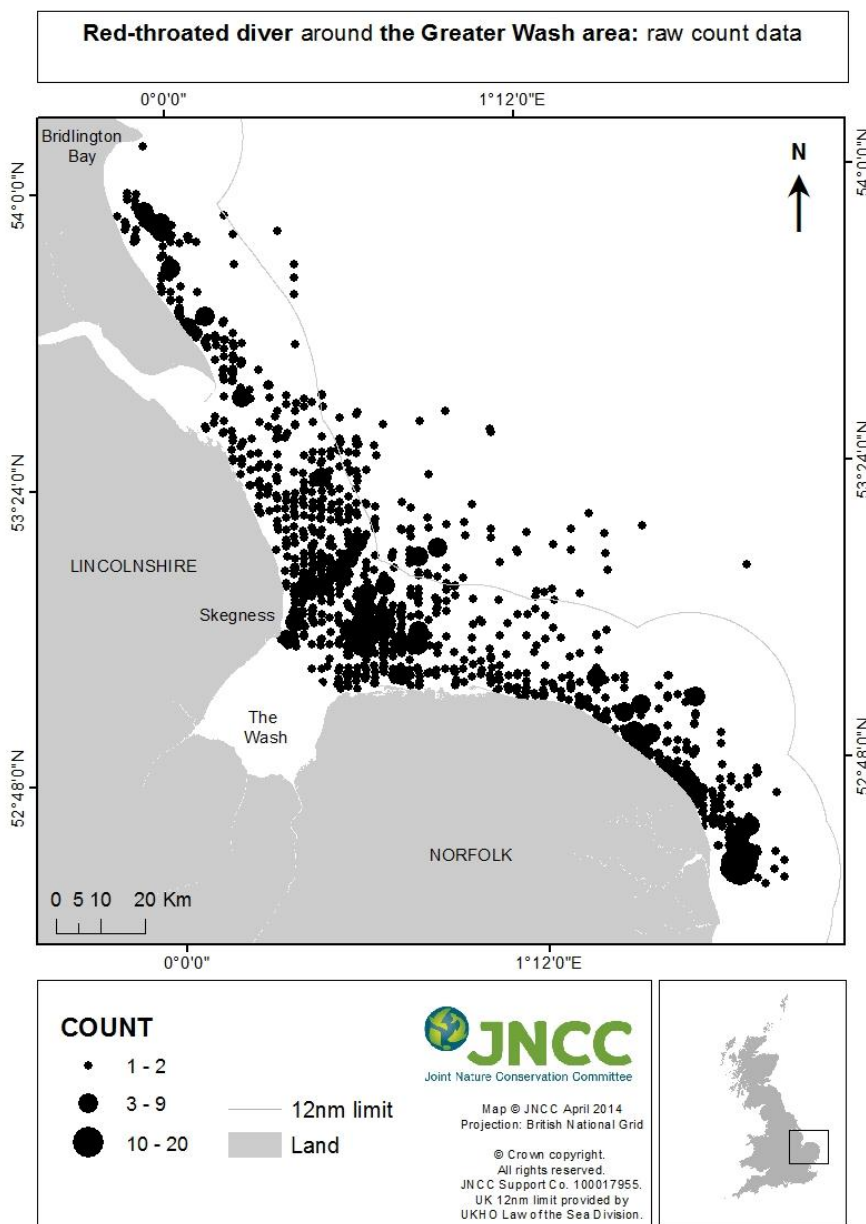 Red-throated diver around the Greater Wash area: raw count data
0°0'0" 1°12'0"E
Bridlington
Bay
N
54°0'0"N
54°0'0"N
53°24'0"N
53°24'0"N
LINCOLNSHIRE
Skegness
The
Wash
52°48'0"N
52°48'0"N
NORFOLK
0 5 10 20 Km
0°0'0" 1°12'0"E
COUNT
1 - 2
3 - 9
10 - 20
12nm limit
Land
JNCC
Joint Nature Conservation Committee
Map © JNCC April 2014
Projection: British National Grid
© Crown copyright.
All rights reserved.
JNCC Support Co. 100017955.
UK 12nm limit provided by
UKHO Law of the Sea Division.